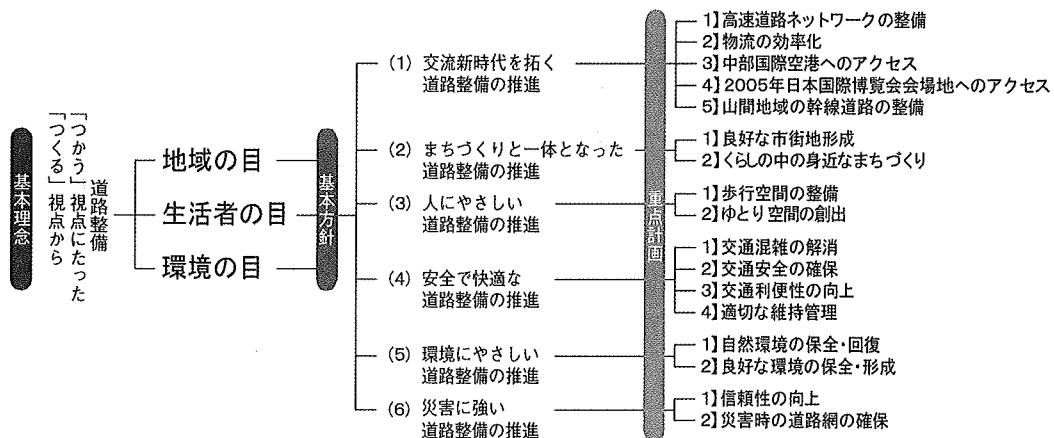 基本理念
「つくる」視点から
「つかう」視点にたった
道路整備
地域の目
生活者の目
環境の目
基本方針
(1) 交流新時代を拓く
道路整備の推進
(2) まちづくりと一体となった
道路整備の推進
(3) 人にやさしい
道路整備の推進
(4) 安全で快適な
道路整備の推進
(5) 環境にやさしい
道路整備の推進
(6) 災害に強い
道路整備の推進
重点計画
1】高速道路ネットワークの整備
2】物流の効率化
3】中部国際空港へのアクセス
4】2005年日本国際博覧会会場地へのアクセス
5】山間地域の幹線道路の整備
1】良好な市街地形成
2】くらしの中の身近なまちづくり
1】歩行空間の整備
2】ゆとり空間の創出
1】交通混雑の解消
2】交通安全の確保
3】交通利便性の向上
4】適切な維持管理
1】自然環境の保全・回復
2】良好な環境の保全・形成
1】信頼性の向上
2】災害時の道路網の確保